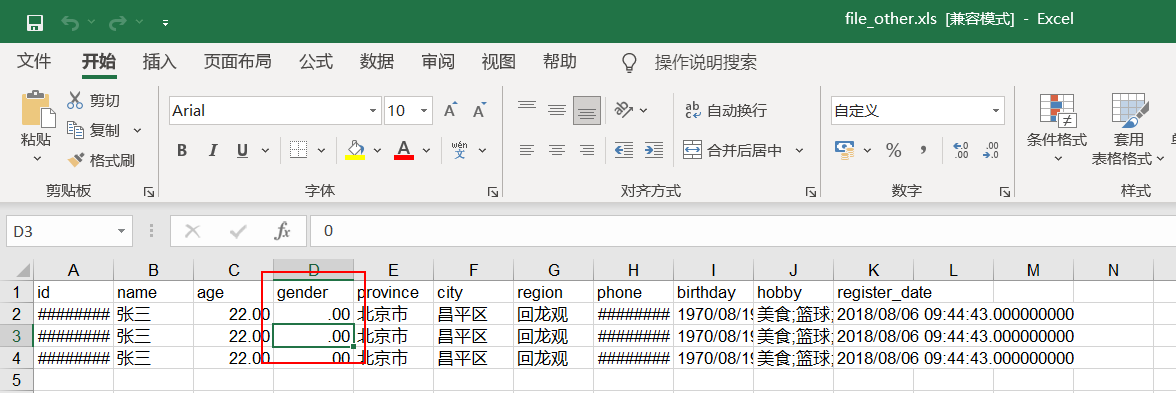 file_other.xls [兼容模式] - Excel
文件 开始 插入 页面布局 公式 数据 审阅 视图 帮助 操作说明搜索
粘贴 剪切 复制 格式刷 剪贴板
Arial 10 A A
B I U A wén 文 字体
ab c 自动换行 合并后居中 对齐方式
自定义 % , .0 .00 .00 .0 数字
条件格式 套用 表格格式 样式
D3 fx 0
A B C D E F G H I J K L M N
1 id name age gender province city region phone birthday hobby register_date
2 ######## 张三 22.00 .00 北京市 昌平区 回龙观 ######## 1970/08/19 美食;篮球; 2018/08/06 09:44:43.000000000
3 ######## 张三 22.00 .00 北京市 昌平区 回龙观 ######## 1970/08/19 美食;篮球; 2018/08/06 09:44:43.000000000
4 ######## 张三 22.00 .00 北京市 昌平区 回龙观 ######## 1970/08/19 美食;篮球; 2018/08/06 09:44:43.000000000
5